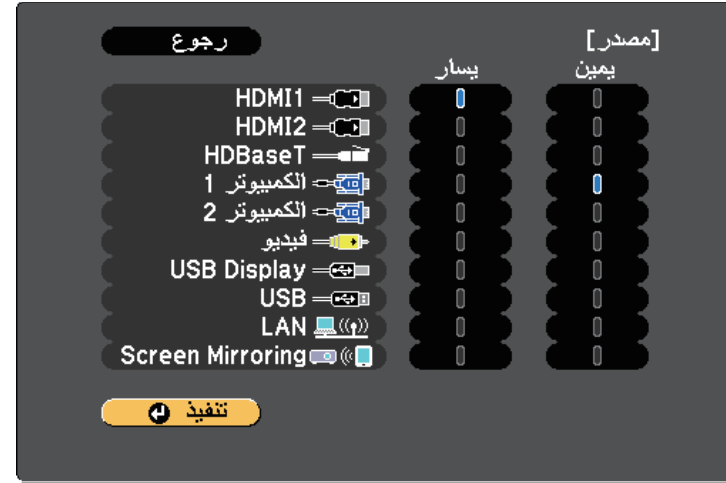 [مصدر] رجوع
يمين يسار
HDMI1
HDMI2
HDBaseT
الكمبيوتر 1
الكمبيوتر 2
فيديو
USB Display
USB
LAN
Screen Mirroring
تنفيذ